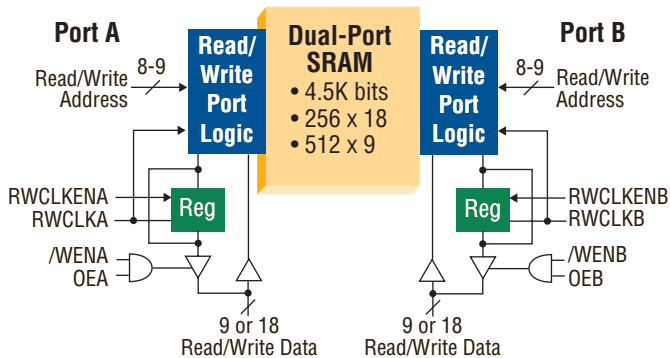 Port A
Read/
Write
Port
Logic
Dual-Port
SRAM
• 4.5K bits
• 256 x 18
• 512 x 9
Read/
Write
Port
Logic
Port B
8-9
Read/Write
Address
8-9
Read/Write
Address
RWCLKENA
RWCLKA
Reg
Reg
RWCLKENB
RWCLKB
/WENA
OEA
/WENB
OEB
9 or 18
Read/Write Data
9 or 18
Read/Write Data